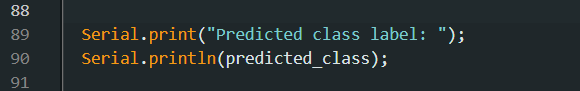 88
89 Serial.print("Predicted class label: ");
90 Serial.println(predicted_class);
91